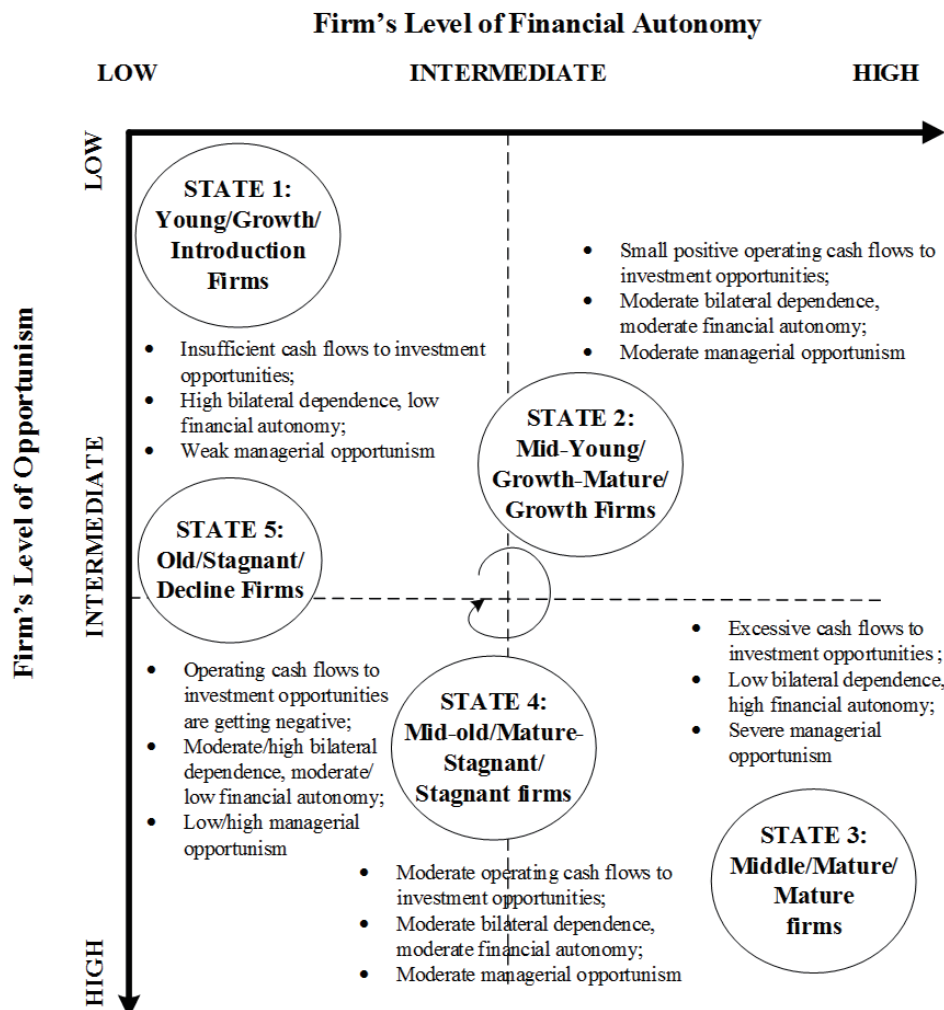 Firm's Level of Financial Autonomy
LOW INTERMEDIATE HIGH
Firm's Level of Opportunism
LOW
INTERMEDIATE
HIGH
STATE 1:
Young/Growth/
Introduction
Firms
• Insufficient cash flows to investment
opportunities;
• High bilateral dependence, low
financial autonomy;
• Weak managerial opportunism
• Small positive operating cash flows to
investment opportunities;
• Moderate bilateral dependence,
moderate financial autonomy;
• Moderate managerial opportunism
STATE 2:
Mid-Young/
Growth-Mature/
Growth Firms
STATE 5:
Old/Stagnant/
Decline Firms
• Operating cash flows to
investment opportunities
are getting negative;
• Moderate/high bilateral
dependence, moderate/
low financial autonomy;
• Low/high managerial
opportunism
STATE 4:
Mid-old/Mature-
Stagnant/
Stagnant firms
• Moderate operating cash flows to
investment opportunities;
• Moderate bilateral dependence,
moderate financial autonomy;
• Moderate managerial opportunism
• Excessive cash flows to
investment opportunities ;
• Low bilateral dependence,
high financial autonomy;
• Severe managerial
opportunism
STATE 3:
Middle/Mature/
Mature
firms